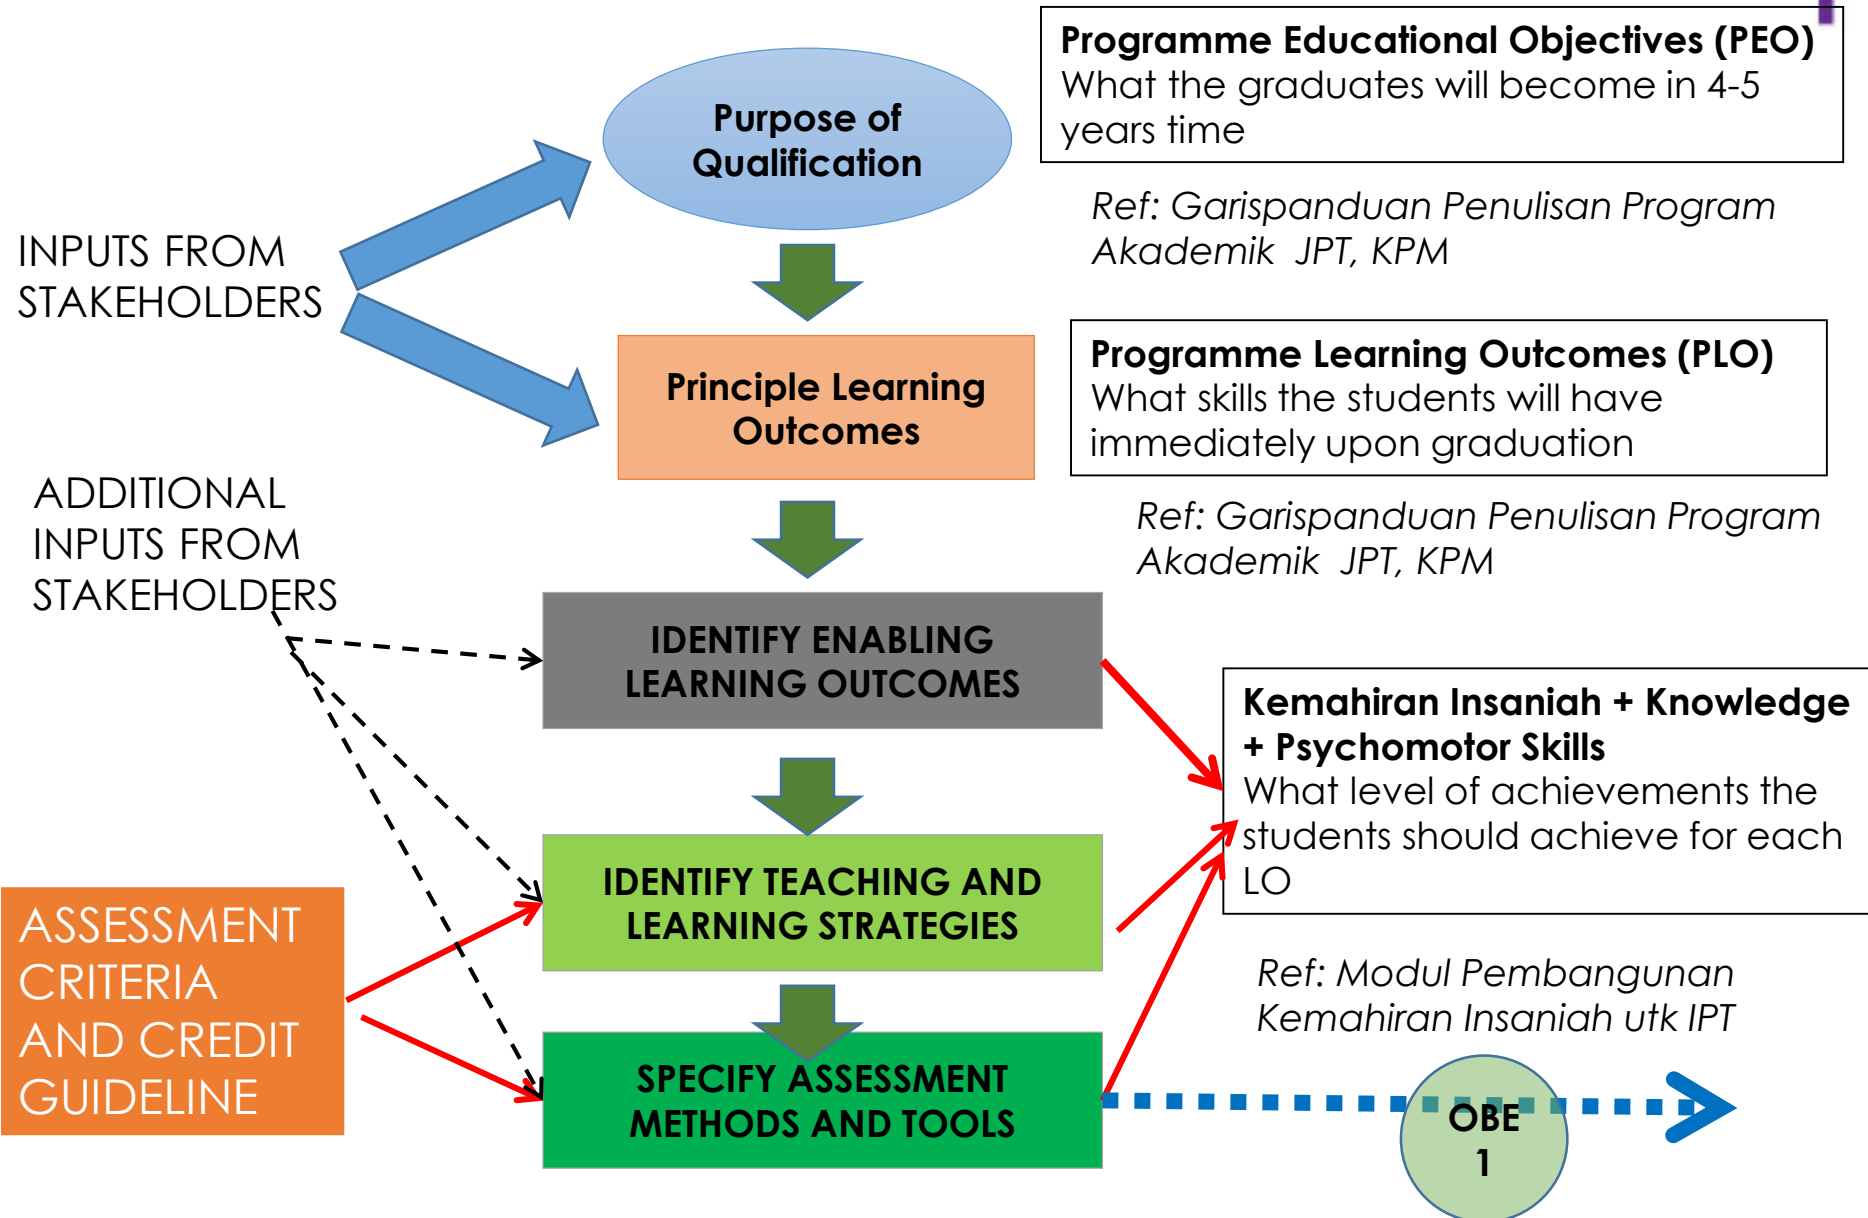 Programme Educational Objectives (PEO)
What the graduates will become in 4-5
years time
Purpose of
Qualification
Ref: Garispanduan Penulisan Program
Akademik JPT, KPM
INPUTS FROM
STAKEHOLDERS
Programme Learning Outcomes (PLO)
What skills the students will have
immediately upon graduation
Principle Learning
Outcomes
Ref: Garispanduan Penulisan Program
Akademik JPT, KPM
ADDITIONAL
INPUTS FROM
STAKEHOLDERS
IDENTIFY ENABLING
LEARNING OUTCOMES
Kemahiran Insaniah + Knowledge
+ Psychomotor Skills
What level of achievements the
students should achieve for each
LO
IDENTIFY TEACHING AND
LEARNING STRATEGIES
ASSESSMENT
CRITERIA
AND CREDIT
GUIDELINE
Ref: Modul Pembangunan
Kemahiran Insaniah utk IPT
SPECIFY ASSESSMENT
METHODS AND TOOLS
OBE
1